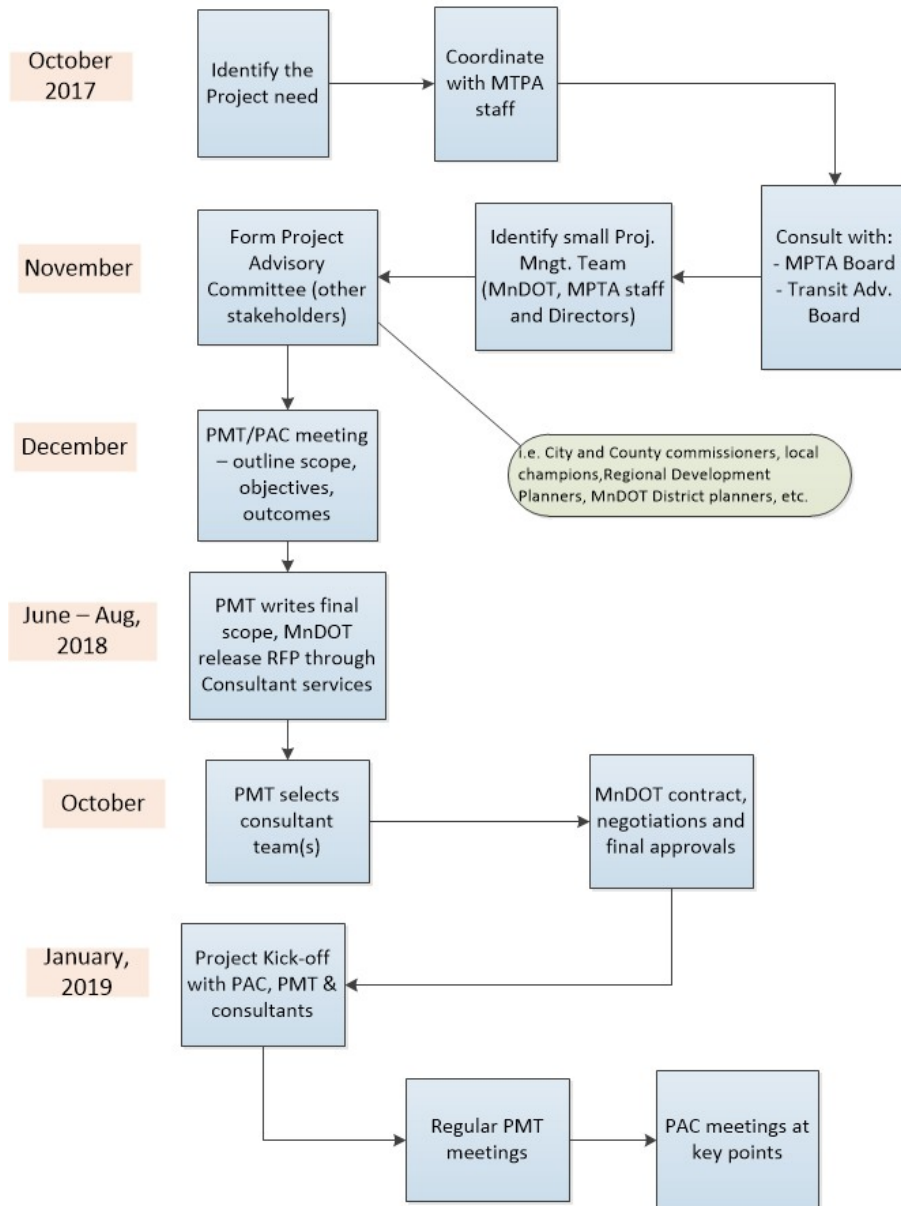 October
2017
Identify the
Project need
Coordinate
with MTPA
staff
November
Form Project
Advisory
Committee (other
stakeholders)
Identify small Proj.
Mngt. Team
(MnDOT, MPTA staff
and Directors)
Consult with:
- MPTA Board
- Transit Adv.
Board
December
PMT/PAC meeting
– outline scope,
objectives,
outcomes
i.e. City and County commissioners, local
champions,Regional Development
Planners, MnDOT District planners, etc.
June – Aug,
2018
PMT writes final
scope, MnDOT
release RFP through
Consultant services
October
PMT selects
consultant
team(s)
MnDOT contract,
negotiations and
final approvals
January,
2019
Project Kick-off
with PAC, PMT &
consultants
Regular PMT
meetings
PAC meetings at
key points